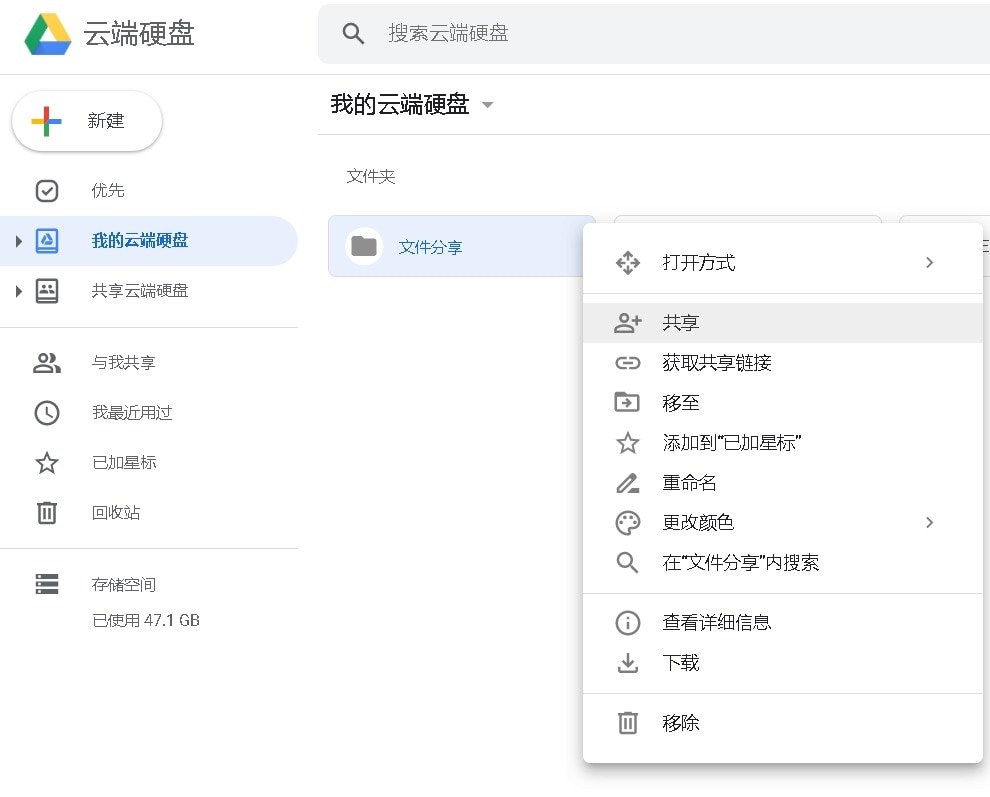 云端硬盘
搜索云端硬盘
新建
我的云端硬盘
优先
我的云端硬盘
共享云端硬盘
与我共享
我最近用过
已加星标
回收站
存储空间
已使用 47.1 GB
文件夹
文件分享
打开方式
共享
获取共享链接
移至
添加到“已加星标”
重命名
更改颜色
在“文件分享”内搜索
查看详细信息
下载
移除